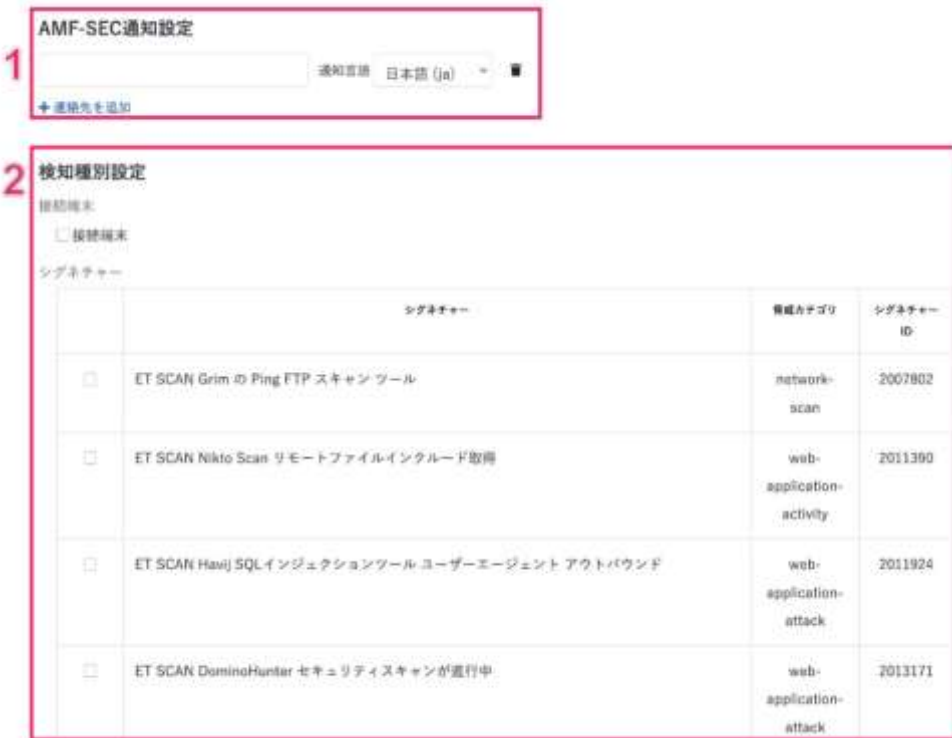 AMF-SEC通知設定
1
通知言語 日本語 (ja)
+連絡先を追加
2
検知種別設定
接続端末
接続端末
シグネチャー
シグネチャー 脅威カテゴリ シグネチャー
ID
ET SCAN Grim の Ping FTP スキャン ツール network- 2007802
scan
ET SCAN Nikto Scan リモートファイルインクルード取得 web- 2011390
application-
activity
ET SCAN Havij SQLインジェクションツール ユーザーエージェント アウトバウンド web- 2011924
application-
attack
ET SCAN DominoHunter セキュリティスキャンが進行中 web- 2013171
application-
attack